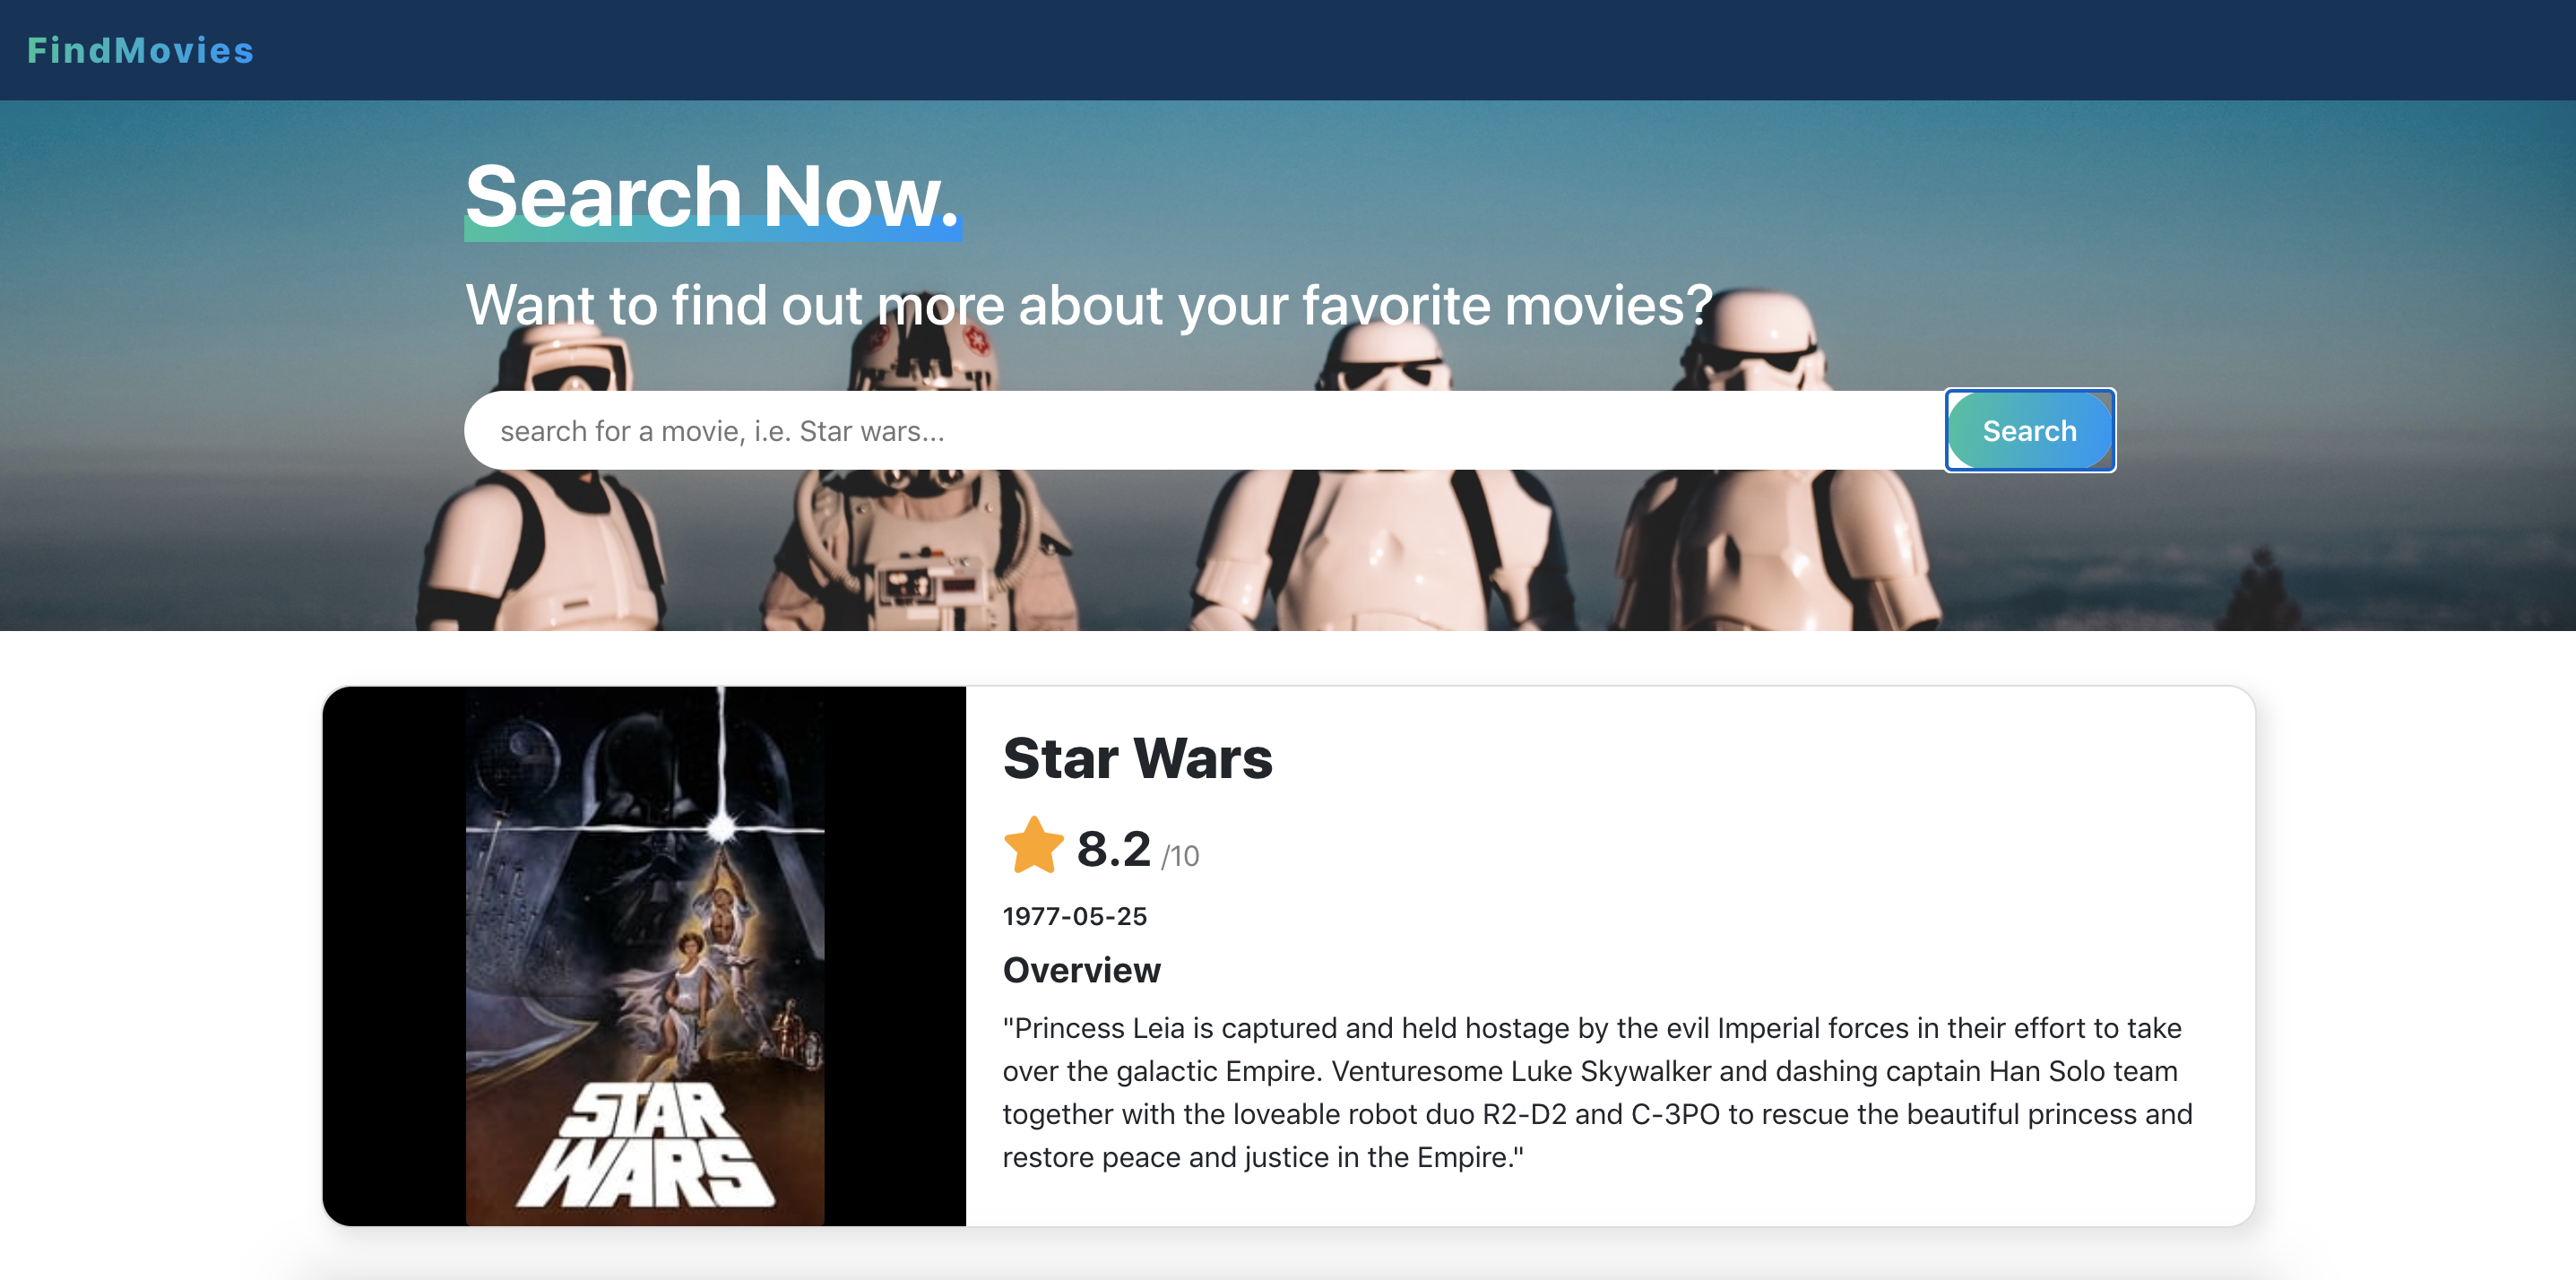 FindMovies
Search Now.
Want to find out more about your favorite movies?
search for a movie, i.e. Star wars...
Search
STAR
WARS
Star Wars
8.2 /10
1977-05-25
Overview
"Princess Leia is captured and held hostage by the evil Imperial forces in their effort to take
over the galactic Empire. Venturesome Luke Skywalker and dashing captain Han Solo team
together with the loveable robot duo R2-D2 and C-3PO to rescue the beautiful princess and
restore peace and justice in the Empire."